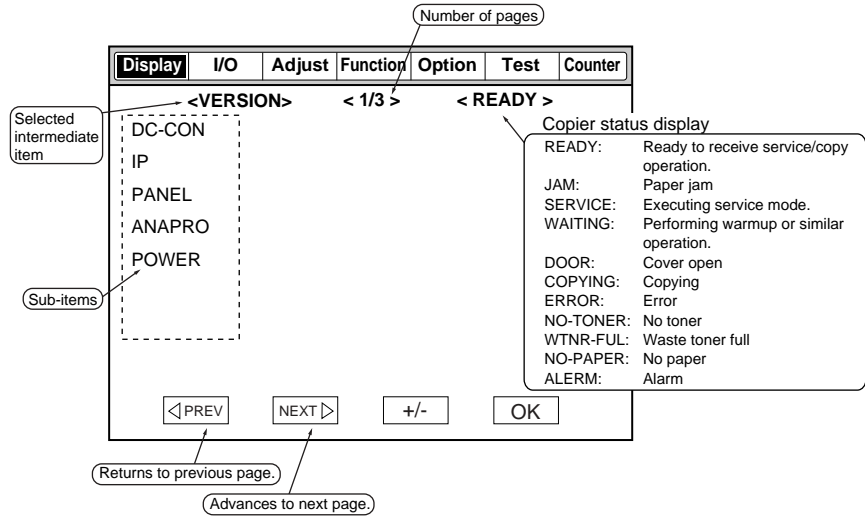 Number of pages
Display I/O Adjust Function Option Test Counter
<VERSION> < 1/3 > < READY >
Selected
intermediate
item
DC-CON
IP
PANEL
ANAPRO
POWER
Sub-items
Copier status display
READY: Ready to receive service/copy
operation.
JAM: Paper jam
SERVICE: Executing service mode.
WAITING: Performing warmup or similar
operation.
DOOR: Cover open
COPYING: Copying
ERROR: Error
NO-TONER: No toner
WTNR-FUL: Waste toner full
NO-PAPER: No paper
ALERM: Alarm
PREV NEXT +/- OK
Returns to previous page.
Advances to next page.